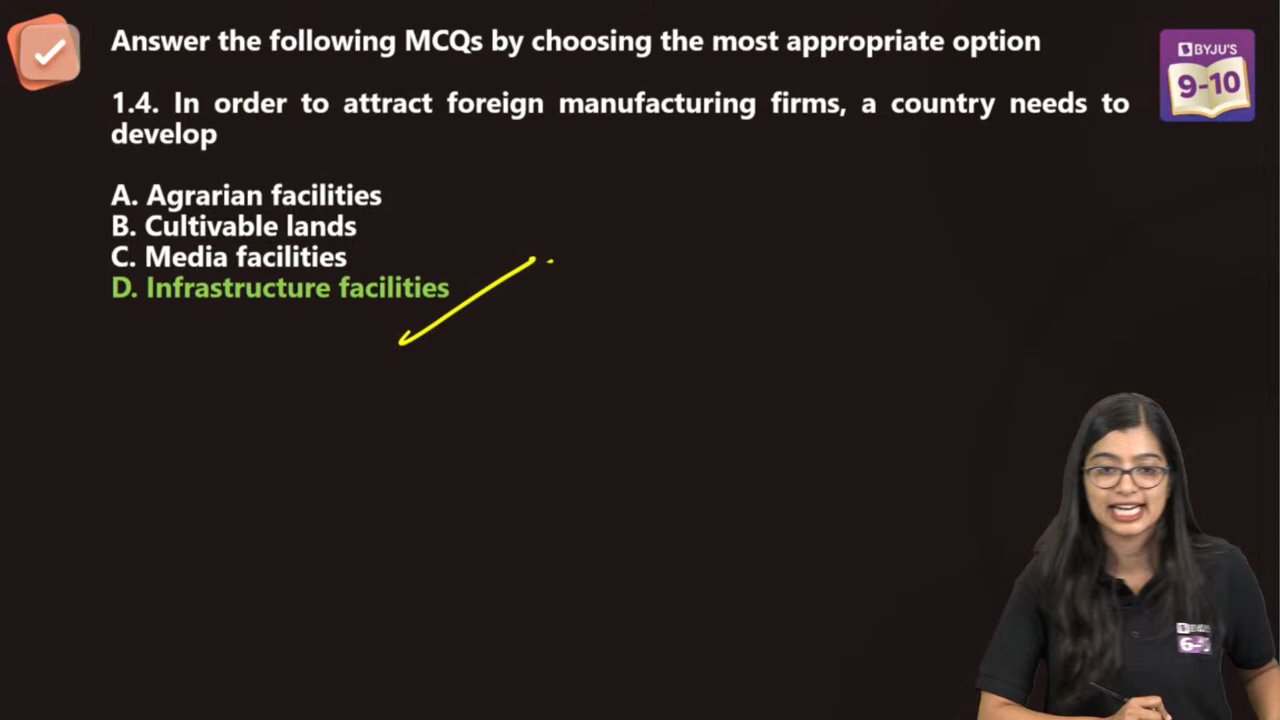 Answer the following MCQs by choosing the most appropriate option
BYJU'S
9-10
1.4. In order to attract foreign manufacturing firms, a country needs to
develop
A. Agrarian facilities
B. Cultivable lands
C. Media facilities
D. Infrastructure facilities